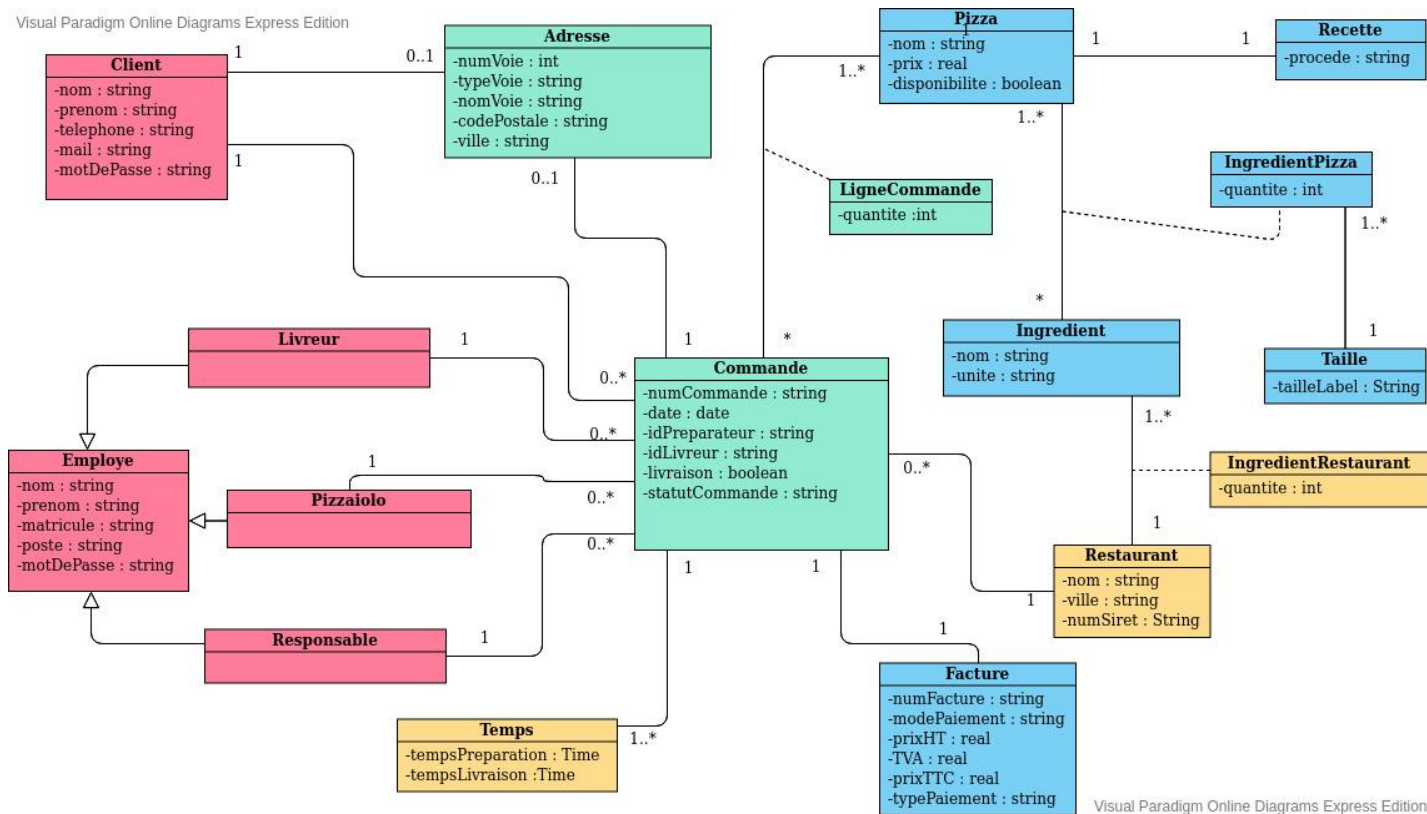 Visual Paradigm Online Diagrams Express Edition
Client
-nom : string
-prenom : string
-telephone : string
-mail : string
-motDePasse : string
1
1
0..1
Adresse
-numVoie : int
-typeVoie : string
-nomVoie : string
-codePostale : string
-ville : string
0..1
Pizza
1
-nom : string
-prix : real
-disponibilite : boolean
1..*
1..*
1
1
Recette
-procede : string
LigneCommande
-quantite :int
IngredientPizza
-quantite : int
1..*
1
Taille
-tailleLabel : String
*
Ingredient
-nom : string
-unite : string
1..*
IngredientRestaurant
-quantite : int
1
Restaurant
-nom : string
-ville : string
-numSiret : String
1
0..*
Livreur
1
0..*
0..*
1
*
Commande
-numCommande : string
-date : date
-idPreparateur : string
-idLivreur : string
-livraison : boolean
-statutCommande : string
Employe
-nom : string
-prenom : string
-matricule : string
-poste : string
-motDePasse : string
Pizzaiolo
1
0..*
0..*
Responsable
1
1
1
1
Temps
-tempsPreparation : Time
-tempsLivraison :Time
1..*
Facture
-numFacture : string
-modePaiement : string
-prixHT : real
-TVA : real
-prixTTC : real
-typePaiement : string
Visual Paradigm Online Diagrams Express Edition